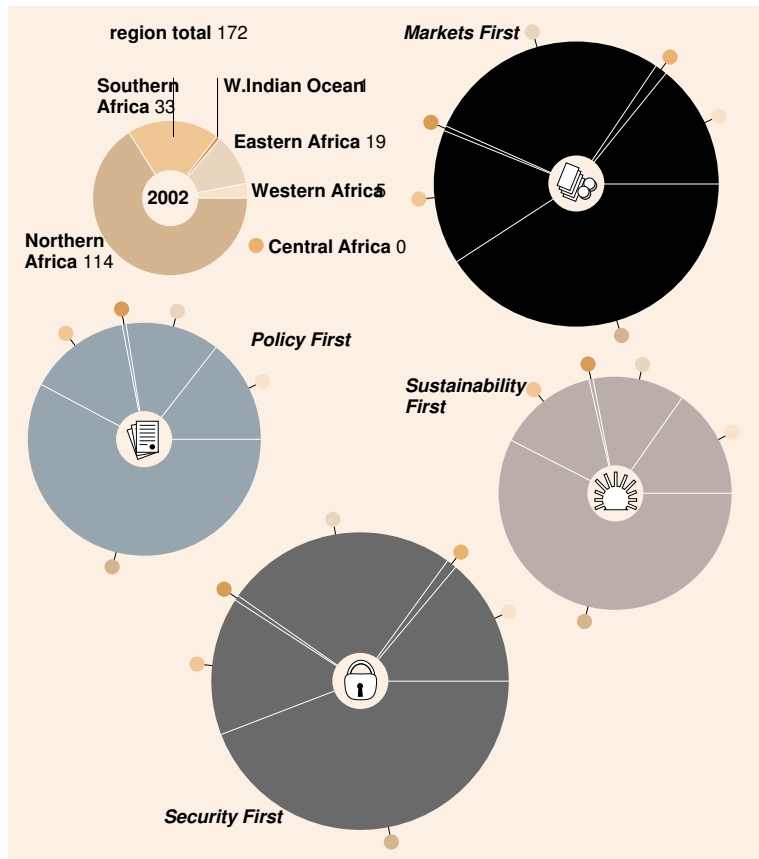 region total 172
Markets First
Southern
Africa 33
W.Indian Ocean 1
Eastern Africa 19
2002
Western Africa 5
Northern
Africa 114
Central Africa 0
Policy First
Sustainability
First
Security First